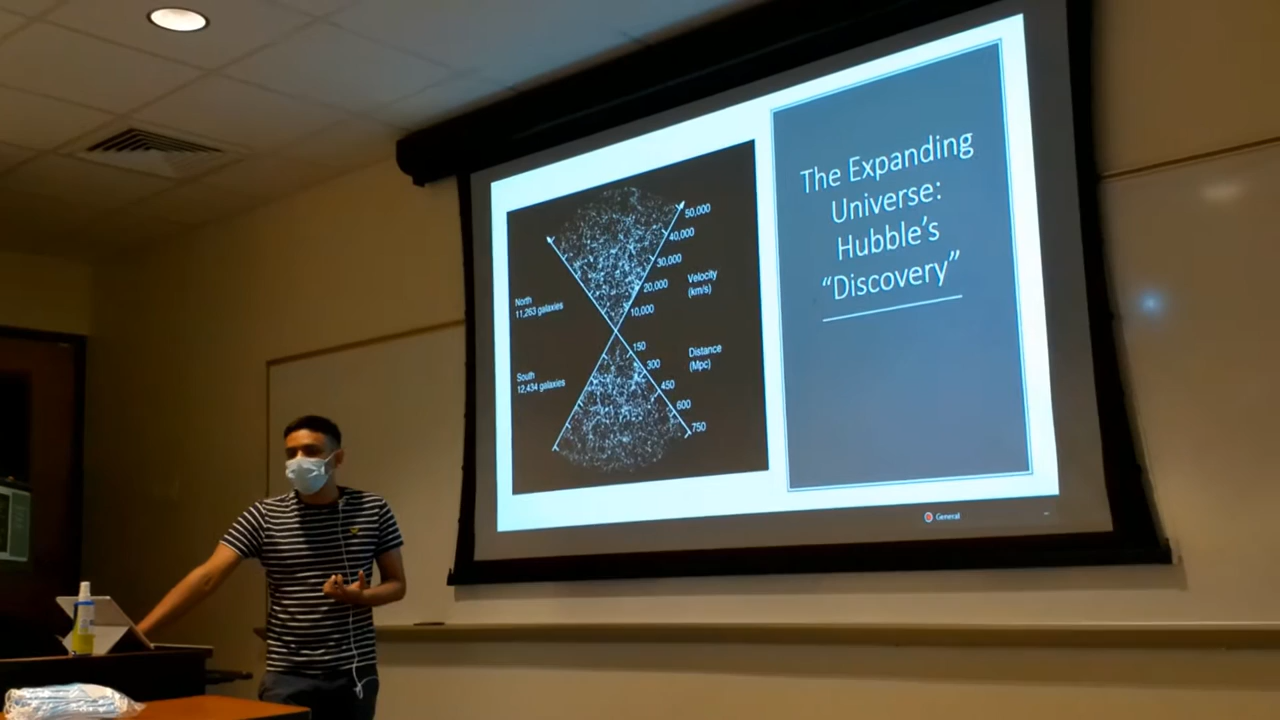 The Expanding
Universe:
Hubble's
"Discovery"
50,000
40,000
30,000
20,000
10,000
Velocity
(km/s)
North
11,263 galaxies
South
12,434 galaxies
150
300
450
600
750
Distance
(Mpc)
General